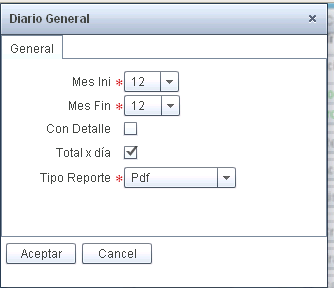 Diario General
General
Mes Ini * 12
Mes Fin * 12
Con Detalle
Total x día
Tipo Reporte * Pdf
Aceptar Cancel